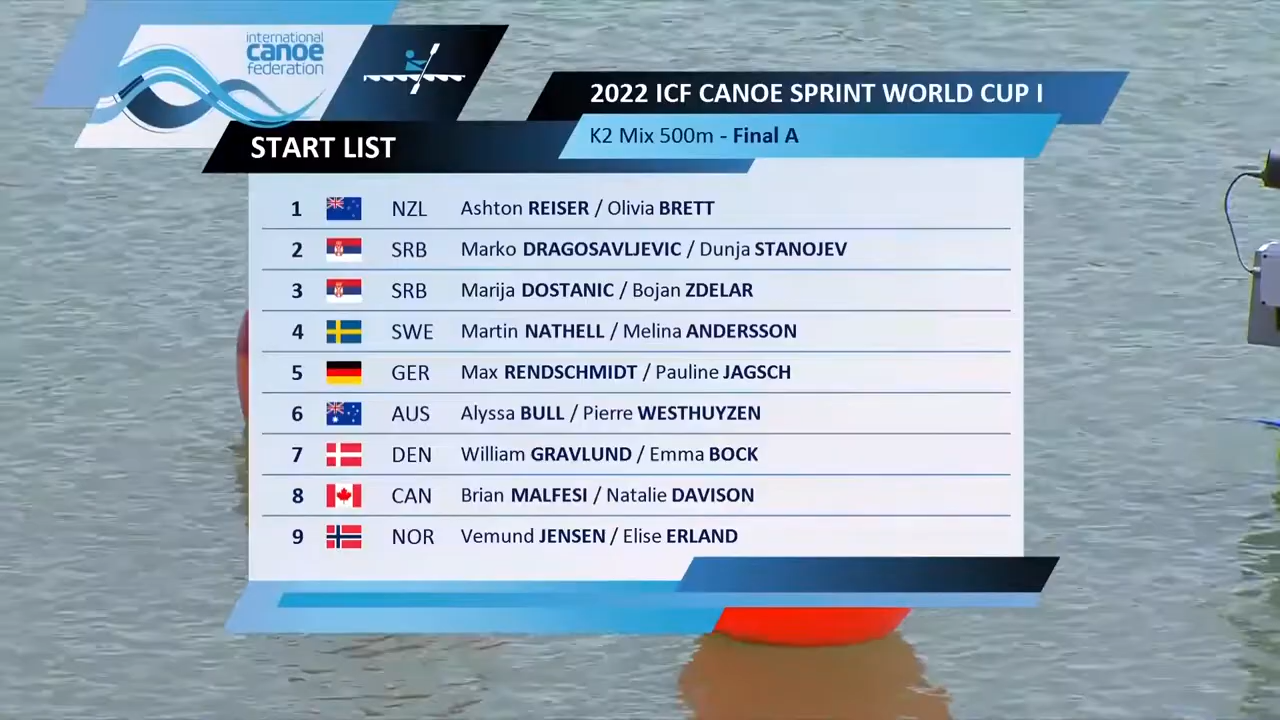 international
canoe
federation
2022 ICF CANOE SPRINT WORLD CUP I
K2 Mix 500m - Final A
START LIST
1 NZL Ashton REISER / Olivia BRETT
2 SRB Marko DRAGOSAVLJEVIC / Dunja STANOJEV
3 SRB Marija DOSTANIC / Bojan ZDELAR
4 SWE Martin NATHELL / Melina ANDERSSON
5 GER Max RENDSCHMIDT / Pauline JAGSCH
6 AUS Alyssa BULL / Pierre WESTHUYZEN
7 DEN William GRAVLUND / Emma BOCK
8 CAN Brian MALFESI / Natalie DAVISON
9 NOR Vemund JENSEN / Elise ERLAND